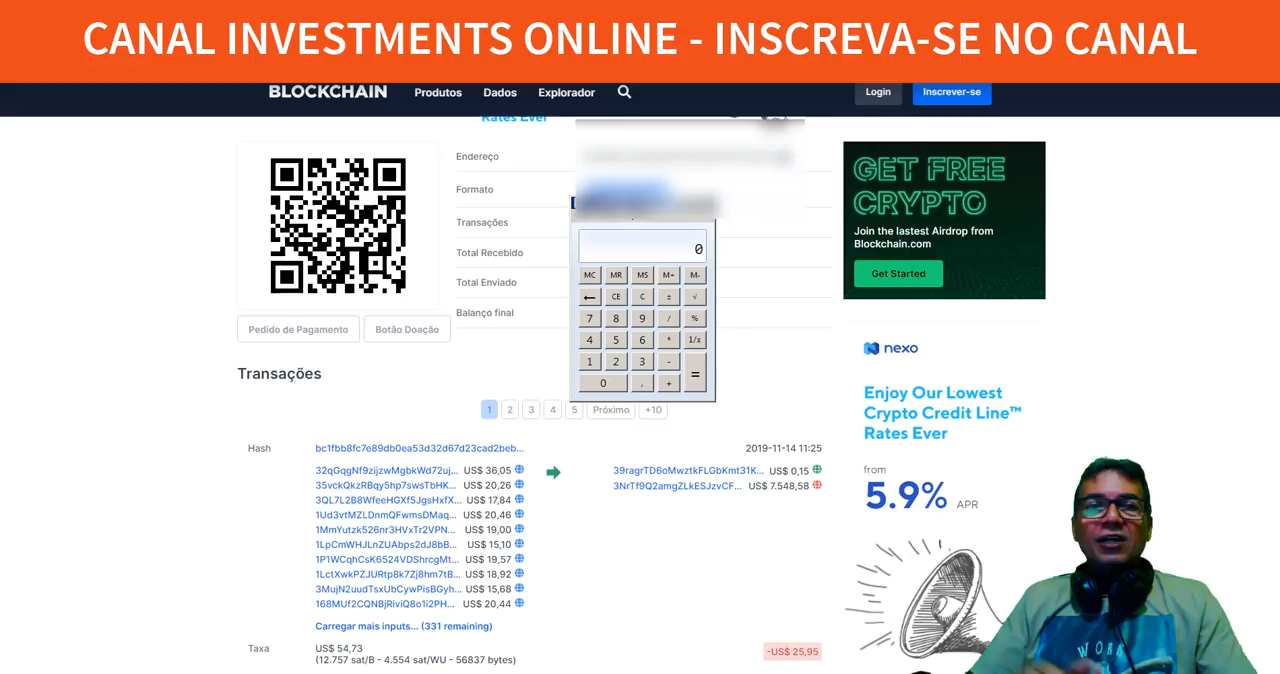 CANAL INVESTMENTS ONLINE - INSCREVA-SE NO CANAL
BLOCKCHAIN Produtos Dados Explorador Login Inscrever-se
Rates Ever
Endereço
Formato
Transações
Total Recebido
Total Enviado
Balanço final
0
MC MR MS M+ M-
← CE C ± √
7 8 9 / %
4 5 6 * 1/x
1 2 3 - =
0 , +
GET FREE
CRYPTO
Join the lastest Airdrop from
Blockchain.com
Get Started
Pedido de Pagamento Botão Doação
nexo
Enjoy Our Lowest
Crypto Credit Line™
Rates Ever
from
5.9% APR
Transações
1 2 3 4 5 Próximo +10
Hash bc1fbb8fc7e89db0ea53d32d67d23cad2beb... 2019-11-14 11:25
32qGqgNf9zijzwMgbkWd72uj... US$ 36,05 39ragrTD6oMwztkFLGbKmt31K... US$ 0,15
35vckQkzRBqy5hp7swsTbHK... US$ 20,26 3NrTf9Q2amgZLkESJzvCF... US$ 7.548,58
3QL7L2B8WfeeHGXf5JgsHxfX... US$ 17,84
1Ud3vtMZLDnmQFwmsDMaq... US$ 20,46
1MmYutzk526nr3HVxTr2VPN... US$ 19,00
1LpCmWHJLnZUAbps2dJ8bB... US$ 15,10
1P1WCqhCsK6524VDShrcgMt... US$ 19,57
1LctXwkPZJURtp8k7Zj8hm7tB... US$ 18,92
3MujN2uudTsxUbCywPisBGyh... US$ 15,68
168MUf2CQNBjRiviQ8o1i2PH... US$ 20,44
Carregar mais inputs... (331 remaining)
Taxa US$ 54,73 -US$ 25,95
(12.757 sat/B - 4.554 sat/WU - 56837 bytes)
WORK